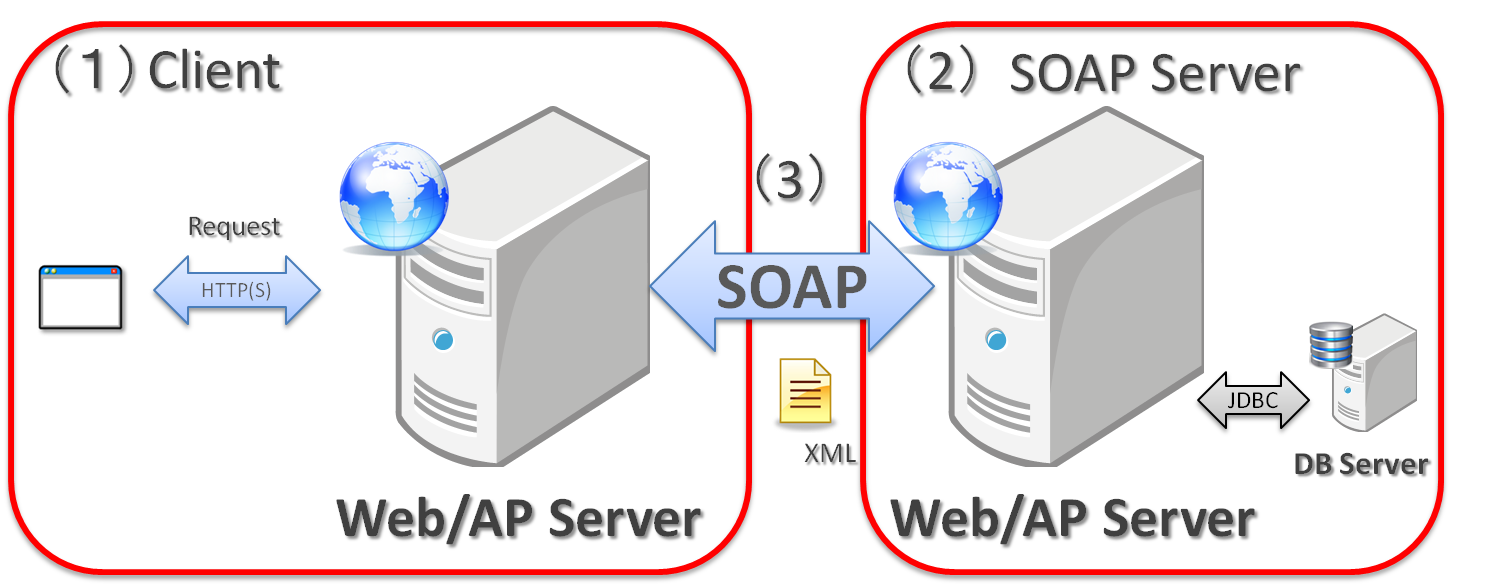 （１）Client
（2） SOAP Server
（3）
Request
HTTP(S)
SOAP
JDBC
XML
DB Server
Web/AP Server
Web/AP Server